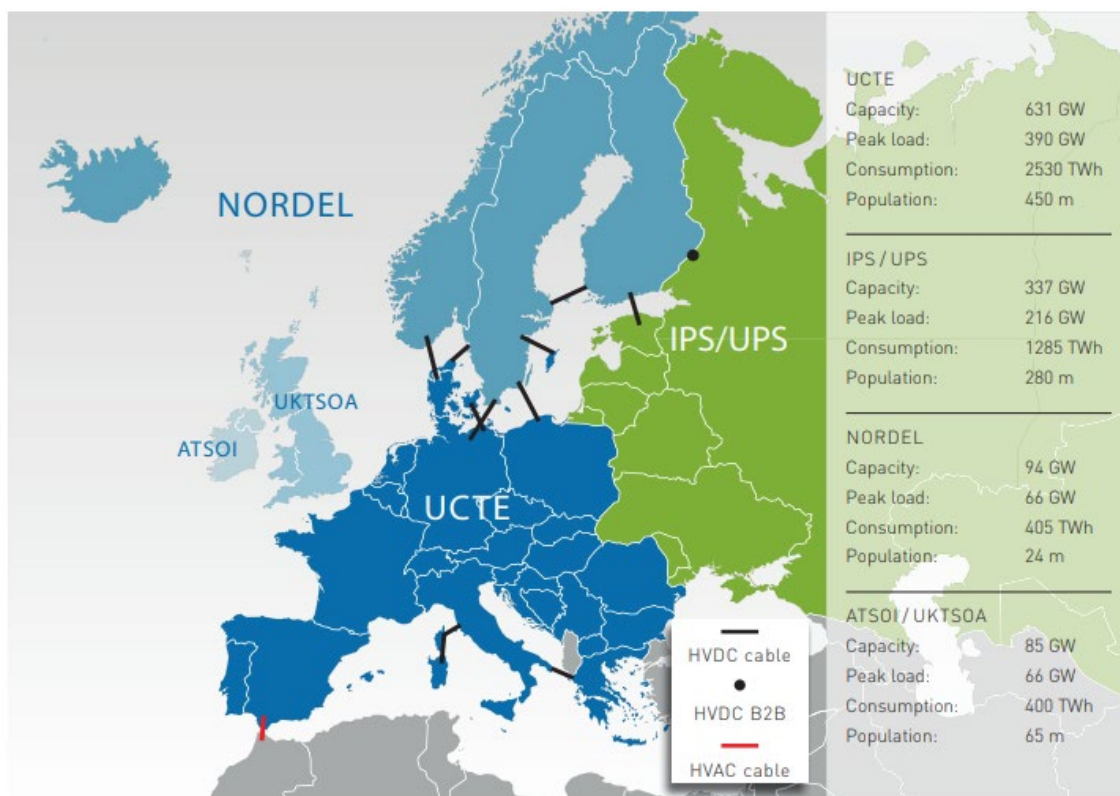 NORDEL
IPS/UPS
UKTSOA
ATSOI
UCTE
HVDC cable
HVDC B2B
HVAC cable
UCTE
Capacity: 631 GW
Peak load: 390 GW
Consumption: 2530 TWh
Population: 450 m
IPS / UPS
Capacity: 337 GW
Peak load: 216 GW
Consumption: 1285 TWh
Population: 280 m
NORDEL
Capacity: 94 GW
Peak load: 66 GW
Consumption: 405 TWh
Population: 24 m
ATSOI / UKTSOA
Capacity: 85 GW
Peak load: 66 GW
Consumption: 400 TWh
Population: 65 m